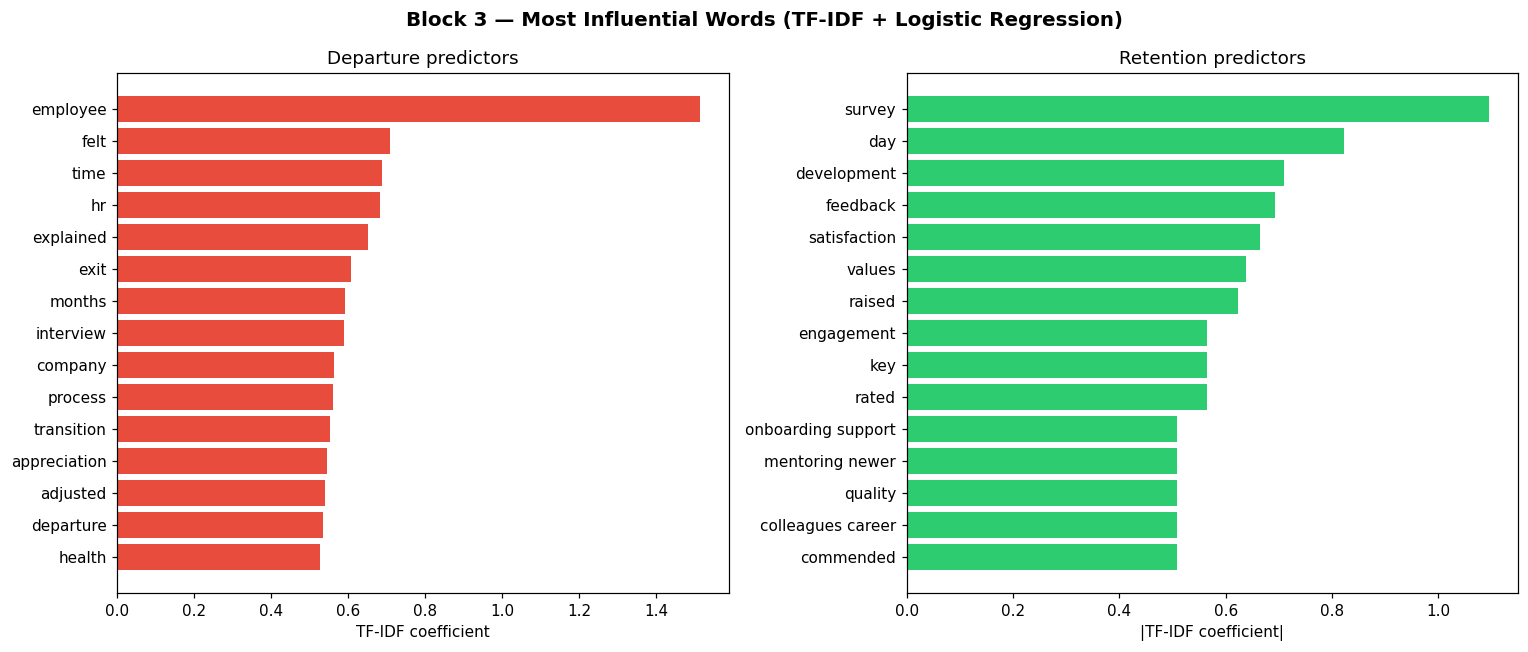 Block 3 — Most Influential Words (TF-IDF + Logistic Regression)
Departure predictors
employee
felt
time
hr
explained
exit
months
interview
company
process
transition
appreciation
adjusted
departure
health
0.0 0.2 0.4 0.6 0.8 1.0 1.2 1.4
TF-IDF coefficient
Retention predictors
survey
day
development
feedback
satisfaction
values
raised
engagement
key
rated
onboarding support
mentoring newer
quality
colleagues career
commended
0.0 0.2 0.4 0.6 0.8 1.0
|TF-IDF coefficient|